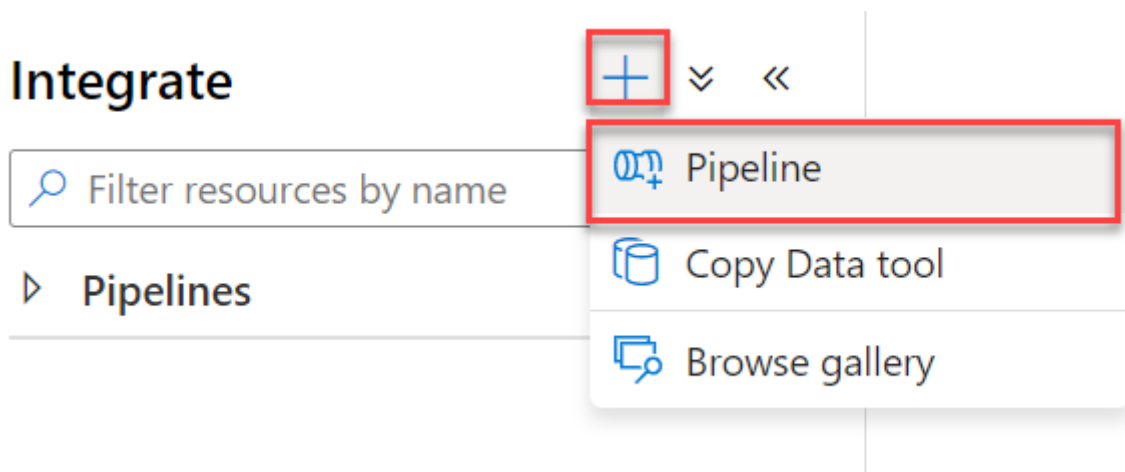 Integrate
Pipeline
Filter resources by name
Copy Data tool
Pipelines
Browse gallery